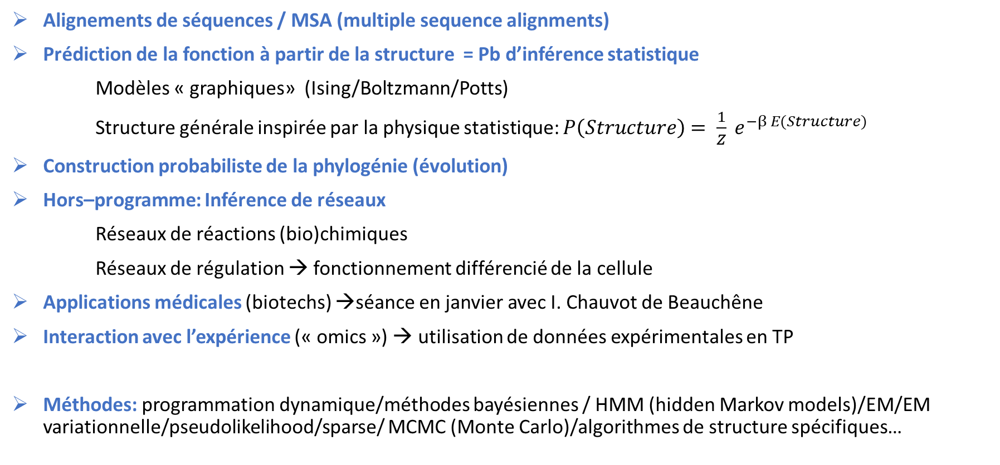 ➢ Alignements de séquences / MSA (multiple sequence alignments)
➢ Prédiction de la fonction à partir de la structure = Pb d’inférence statistique
Modèles « graphiques» (Ising/Boltzmann/Potts)
Structure générale inspirée par la physique statistique: P(Structure) = 1/Z e^{−β E(Structure)}
➢ Construction probabiliste de la phylogénie (évolution)
➢ Hors–programme: Inférence de réseaux
Réseaux de réactions (bio)chimiques
Réseaux de régulation → fonctionnement différencié de la cellule
➢ Applications médicales (biotechs) →séance en janvier avec I. Chauvot de Beauchêne
➢ Interaction avec l’expérience (« omics ») → utilisation de données expérimentales en TP
➢ Méthodes: programmation dynamique/méthodes bayésiennes / HMM (hidden Markov models)/EM/EM
variationnelle/pseudolikelihood/sparse/ MCMC (Monte Carlo)/algorithmes de structure spécifiques…